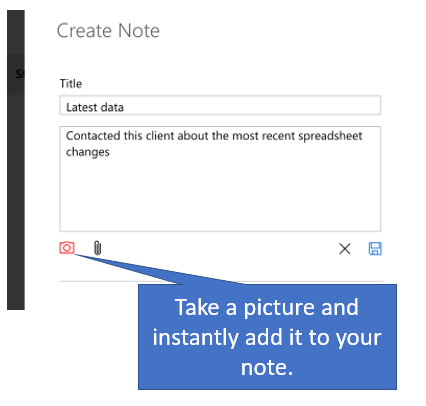 Create Note
Title
Latest data
Contacted this client about the most recent spreadsheet
changes
Take a picture and
instantly add it to your
note.